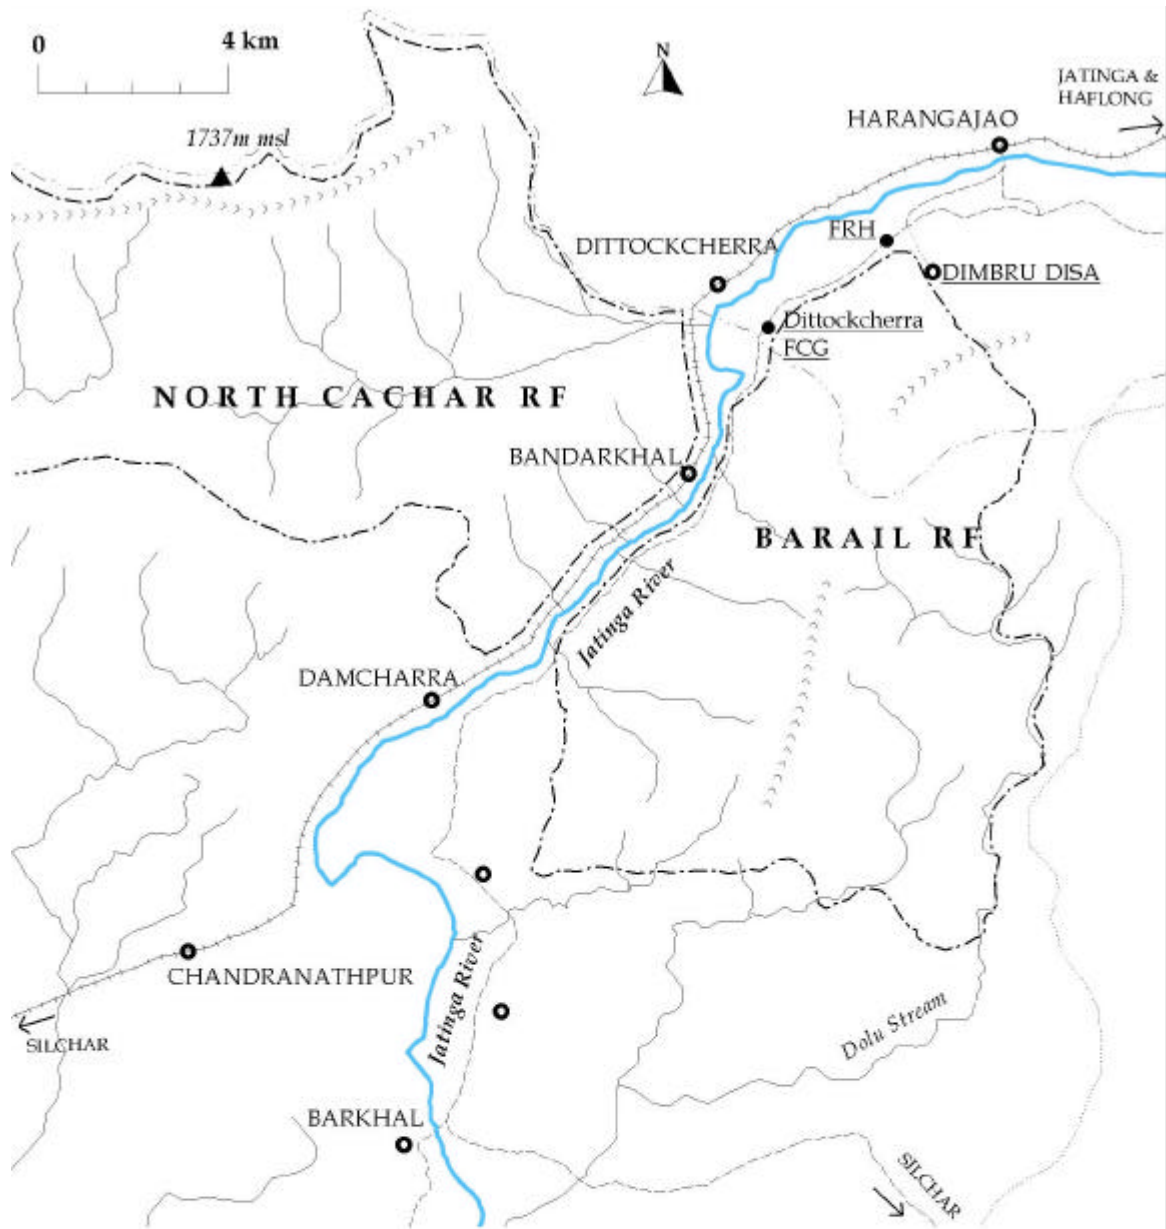 0 4 km
N
JATINGA &
HAFLONG
HARANGAJAO
1737m msl
FRH
DITTOCKCHERRA
DIMBRU DISA
Dittockcherra
FCG
NORTH CACHAR RF
BANDARKHAL
BARAIL RF
Jatinga River
DAMCHARRA
CHANDRANATHPUR
Jatinga River
Dolu Stream
SILCHAR
BARKHAL
SILCHAR